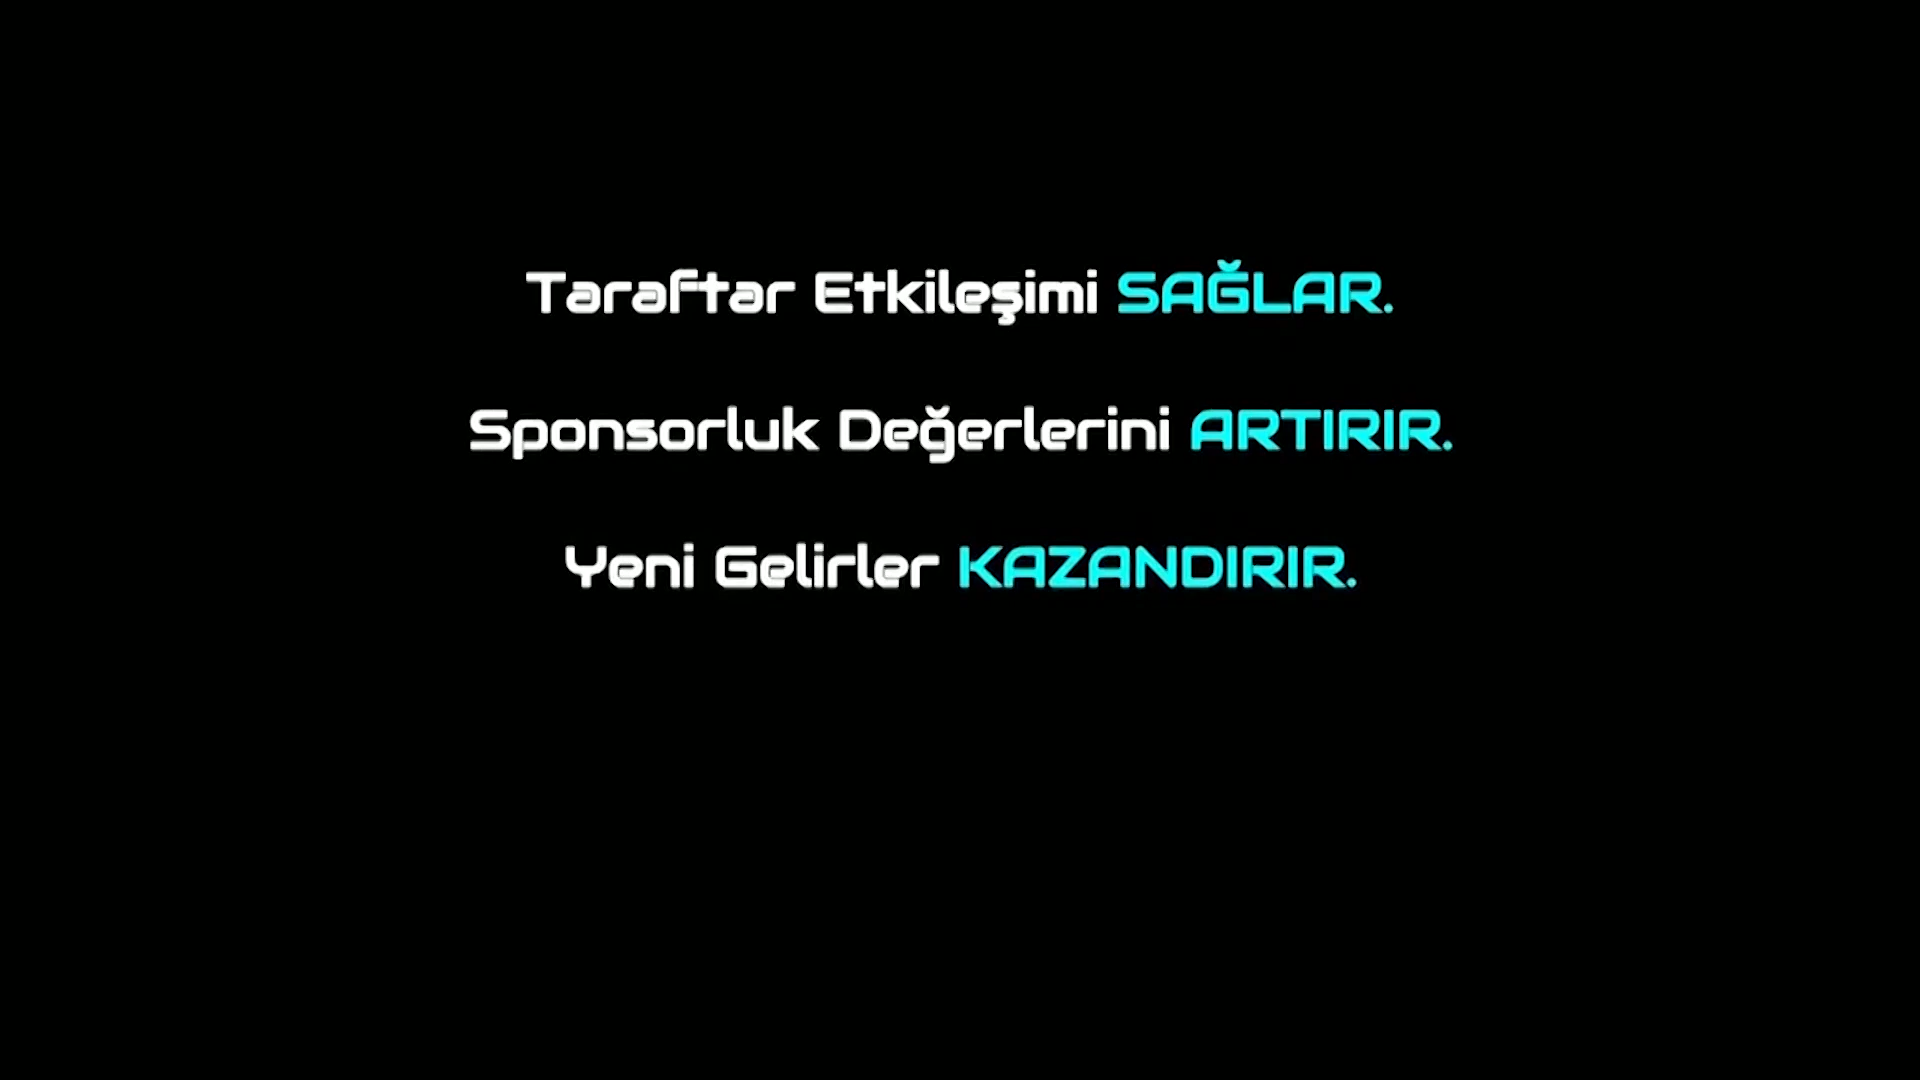 Taraftar Etkileşimi SAĞLAR.
Sponsorluk Değerlerini ARTIRIR.
Yeni Gelirler KAZANDIRIR.